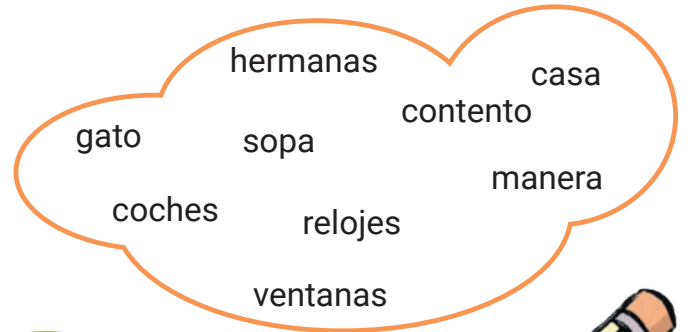 hermanas
casa
contento
gato
sopa
manera
coches
relojes
ventanas